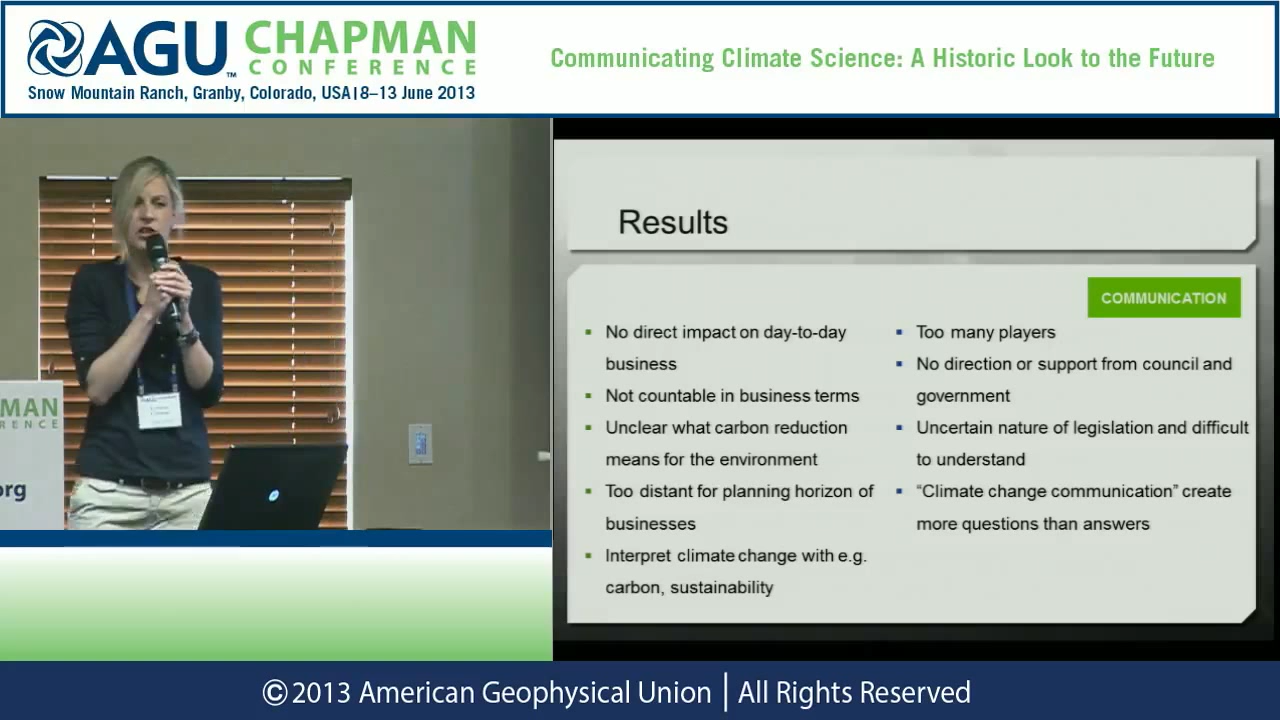 AGU CHAPMAN
CONFERENCE
™
Snow Mountain Ranch, Granby, Colorado, USA|8–13 June 2013
Communicating Climate Science: A Historic Look to the Future
Results
COMMUNICATION
No direct impact on day-to-day
business
Not countable in business terms
Unclear what carbon reduction
means for the environment
Too distant for planning horizon of
businesses
Interpret climate change with e.g.
carbon, sustainability
Too many players
No direction or support from council and
government
Uncertain nature of legislation and difficult
to understand
“Climate change communication” create
more questions than answers
MAN
RENCE
org
©2013 American Geophysical Union | All Rights Reserved